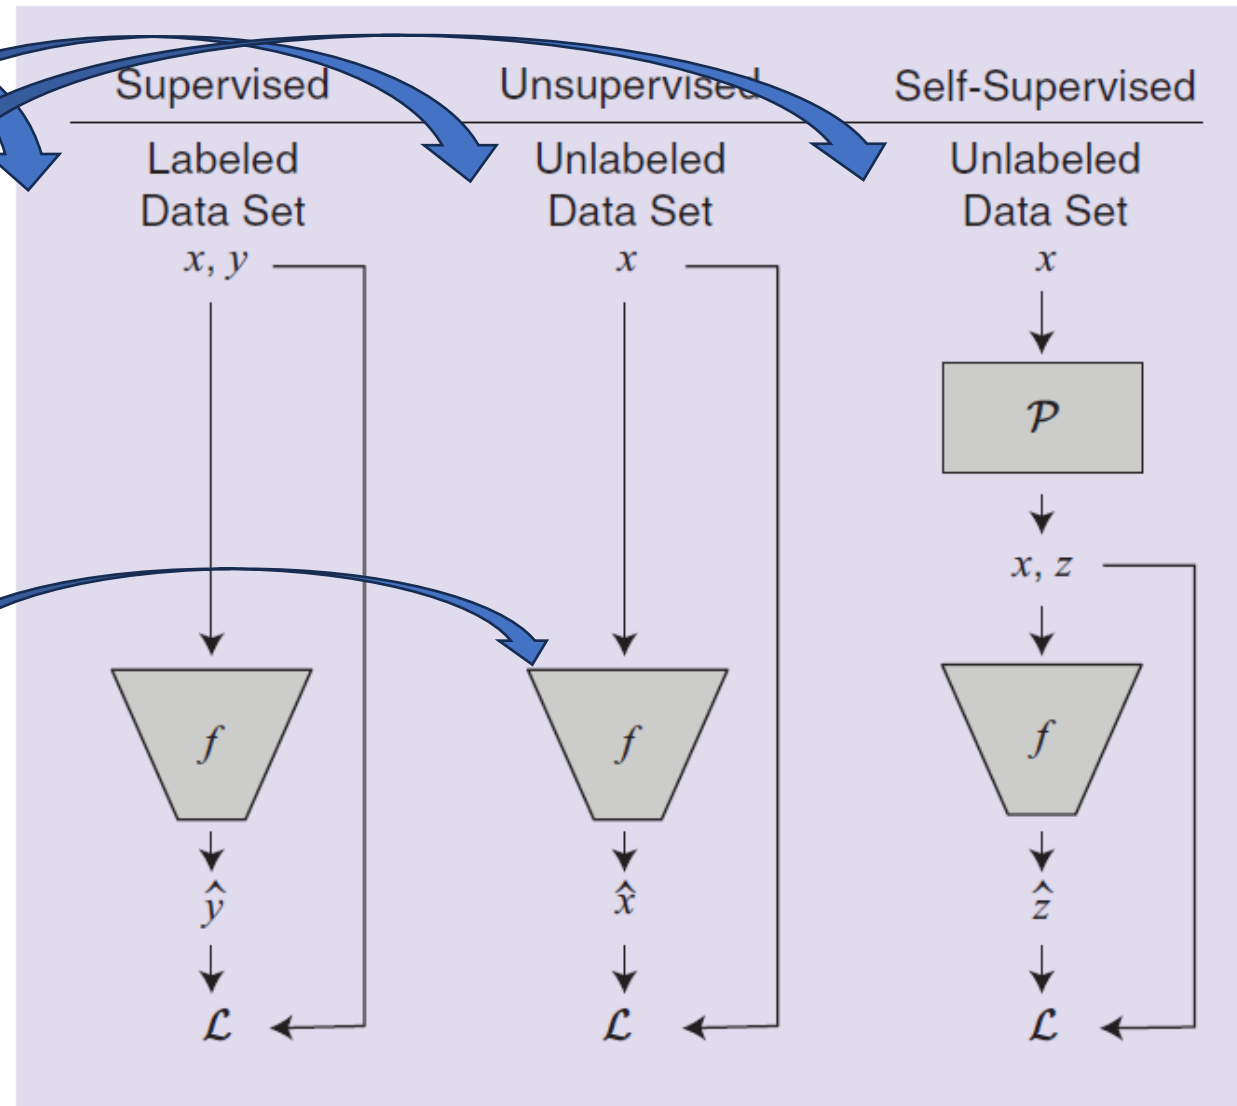 Supervised
Unsupervised
Self-Supervised
Labeled
Data Set
x, y
f
ŷ
ℒ
Unlabeled
Data Set
x
f
x̂
ℒ
Unlabeled
Data Set
x
𝒫
x, z
f
ẑ
ℒ